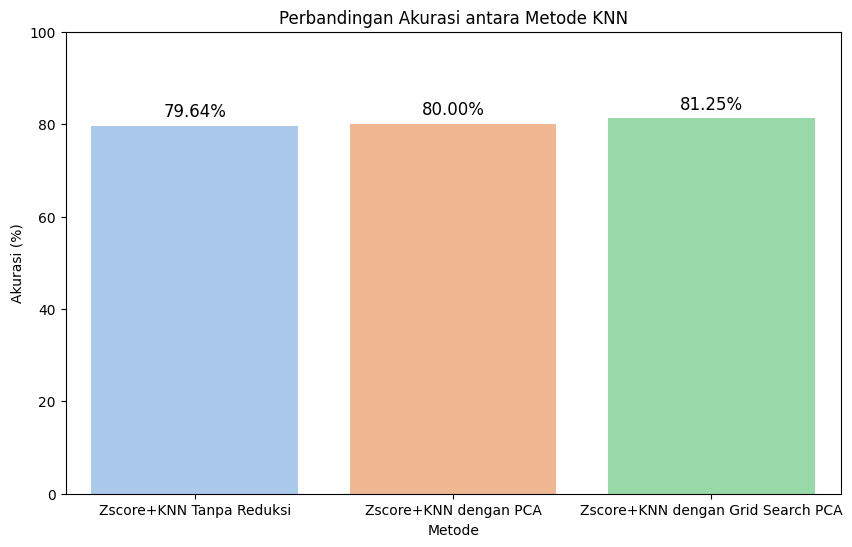 Perbandingan Akurasi antara Metode KNN
Akurasi (%)
100
80
60
40
20
0
79.64%
80.00%
81.25%
Zscore+KNN Tanpa Reduksi
Zscore+KNN dengan PCA
Zscore+KNN dengan Grid Search PCA
Metode